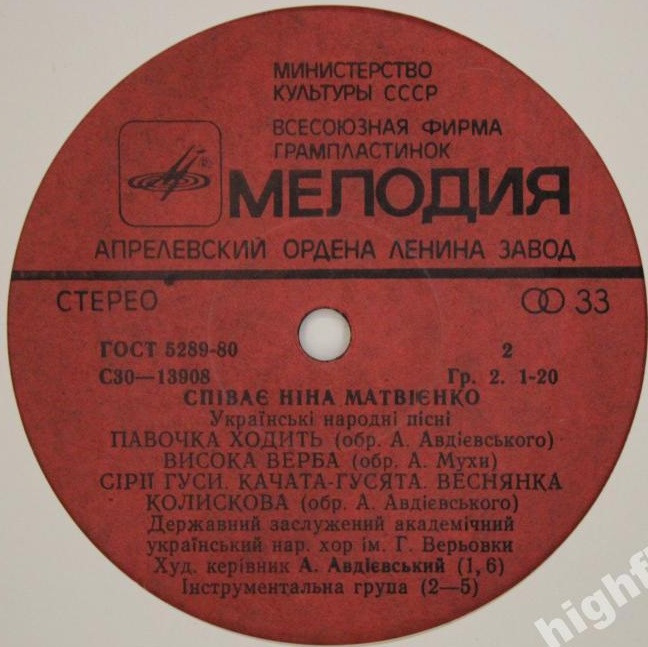 МИНИСТЕРСТВО
КУЛЬТУРЫ СССР
ВСЕСОЮЗНАЯ ФИРМА
ГРАМПЛАСТИНОК
МЕЛОДИЯ
АПРЕЛЕВСКИЙ ОРДЕНА ЛЕНИНА ЗАВОД
СТЕРЕО 33
ГОСТ 5289-80 2
С30—13908 Гр. 2. 1-20
СПІВАЄ НІНА МАТВІЄНКО
Українські народні пісні
ПАВОЧКА ХОДИТЬ (обр. А. Авдієвського)
ВИСОКА ВЕРБА (обр. А. Мухи)
СІРІЇ ГУСИ. КАЧАТА-ГУСЯТА. ВЕСНЯНКА
КОЛИСКОВА (обр. А. Авдієвського)
Державний заслужений академічний
український нар. хор ім. Г. Верьовки
Худ. керівник А. Авдієвський (1,6)
Інструментальна група (2—5)